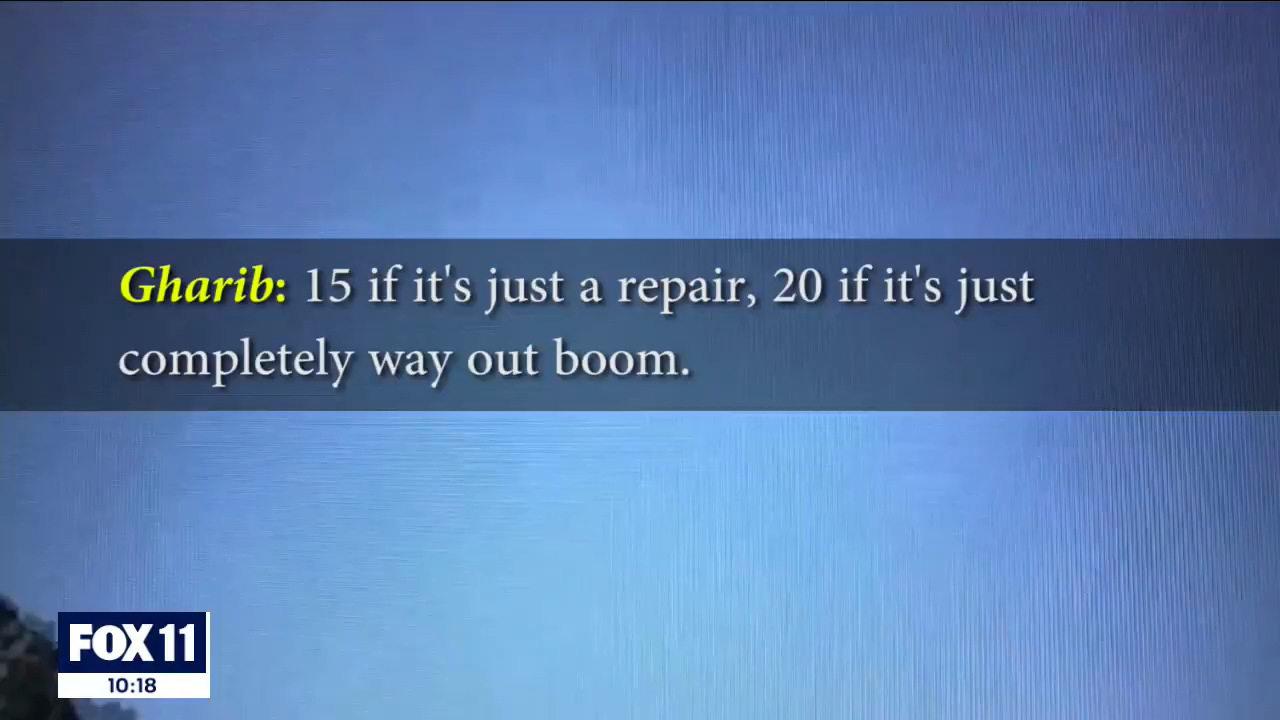 Gharib: 15 if it's just a repair, 20 if it's just
completely way out boom.
FOX 11
10:18